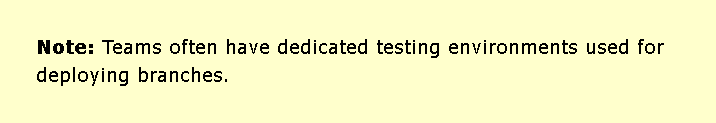 Note: Teams often have dedicated testing environments used for
deploying branches.